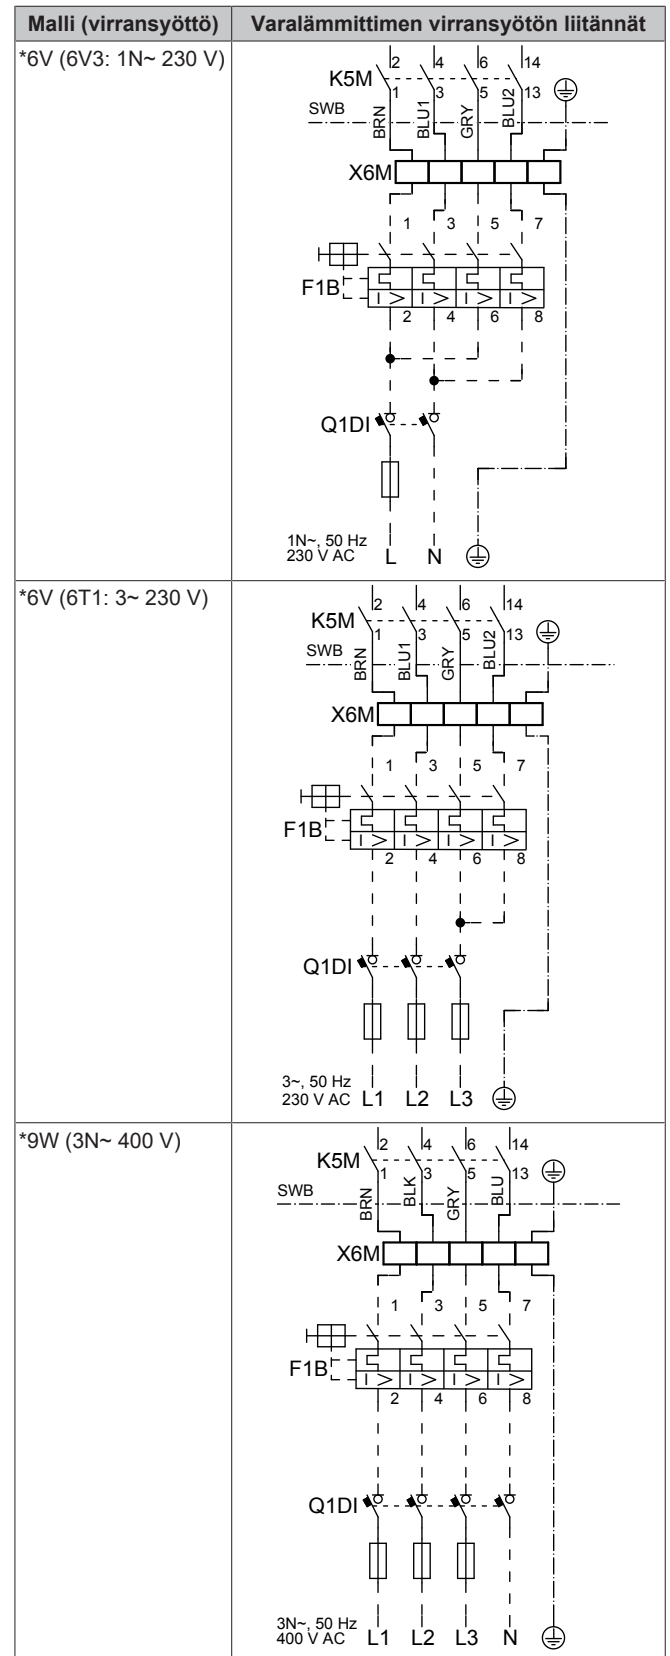 Malli (virransyöttö) Varalämmittimen virransyötön liitännät
*6V (6V3: 1N~ 230 V)
2 4 6 14
K5M
1 3 5 13
SWB
BRN BLU1 GRY BLU2
X6M
1 3 5 7
F1B
I > I > I > I >
2 4 6 8
Q1DI
1N~, 50 Hz
230 V AC L N
*6V (6T1: 3~ 230 V)
2 4 6 14
K5M
1 3 5 13
SWB
BRN BLU1 GRY BLU2
X6M
1 3 5 7
F1B
I > I > I > I >
2 4 6 8
Q1DI
3~, 50 Hz
230 V AC L1 L2 L3
*9W (3N~ 400 V)
2 4 6 14
K5M
1 3 5 13
SWB
BRN BLK GRY BLU
X6M
1 3 5 7
F1B
I > I > I > I >
2 4 6 8
Q1DI
3N~, 50 Hz
400 V AC L1 L2 L3 N